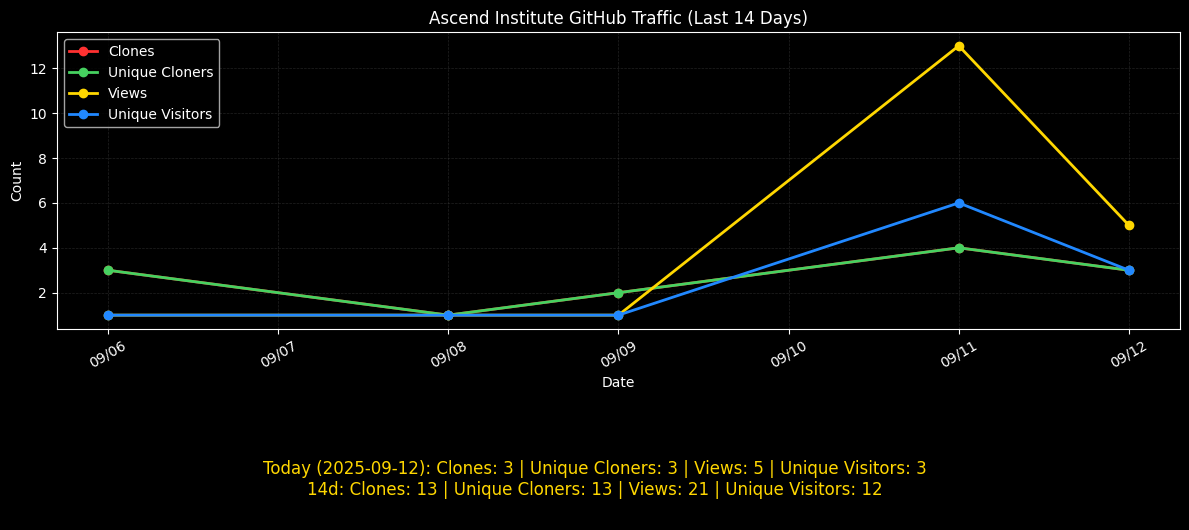 Ascend Institute GitHub Traffic (Last 14 Days)
Clones
Unique Cloners
Views
Unique Visitors
Count
12
10
8
6
4
2
09/06
09/07
09/08
09/09
09/10
09/11
09/12
Date
Today (2025-09-12): Clones: 3 | Unique Cloners: 3 | Views: 5 | Unique Visitors: 3
14d: Clones: 13 | Unique Cloners: 13 | Views: 21 | Unique Visitors: 12